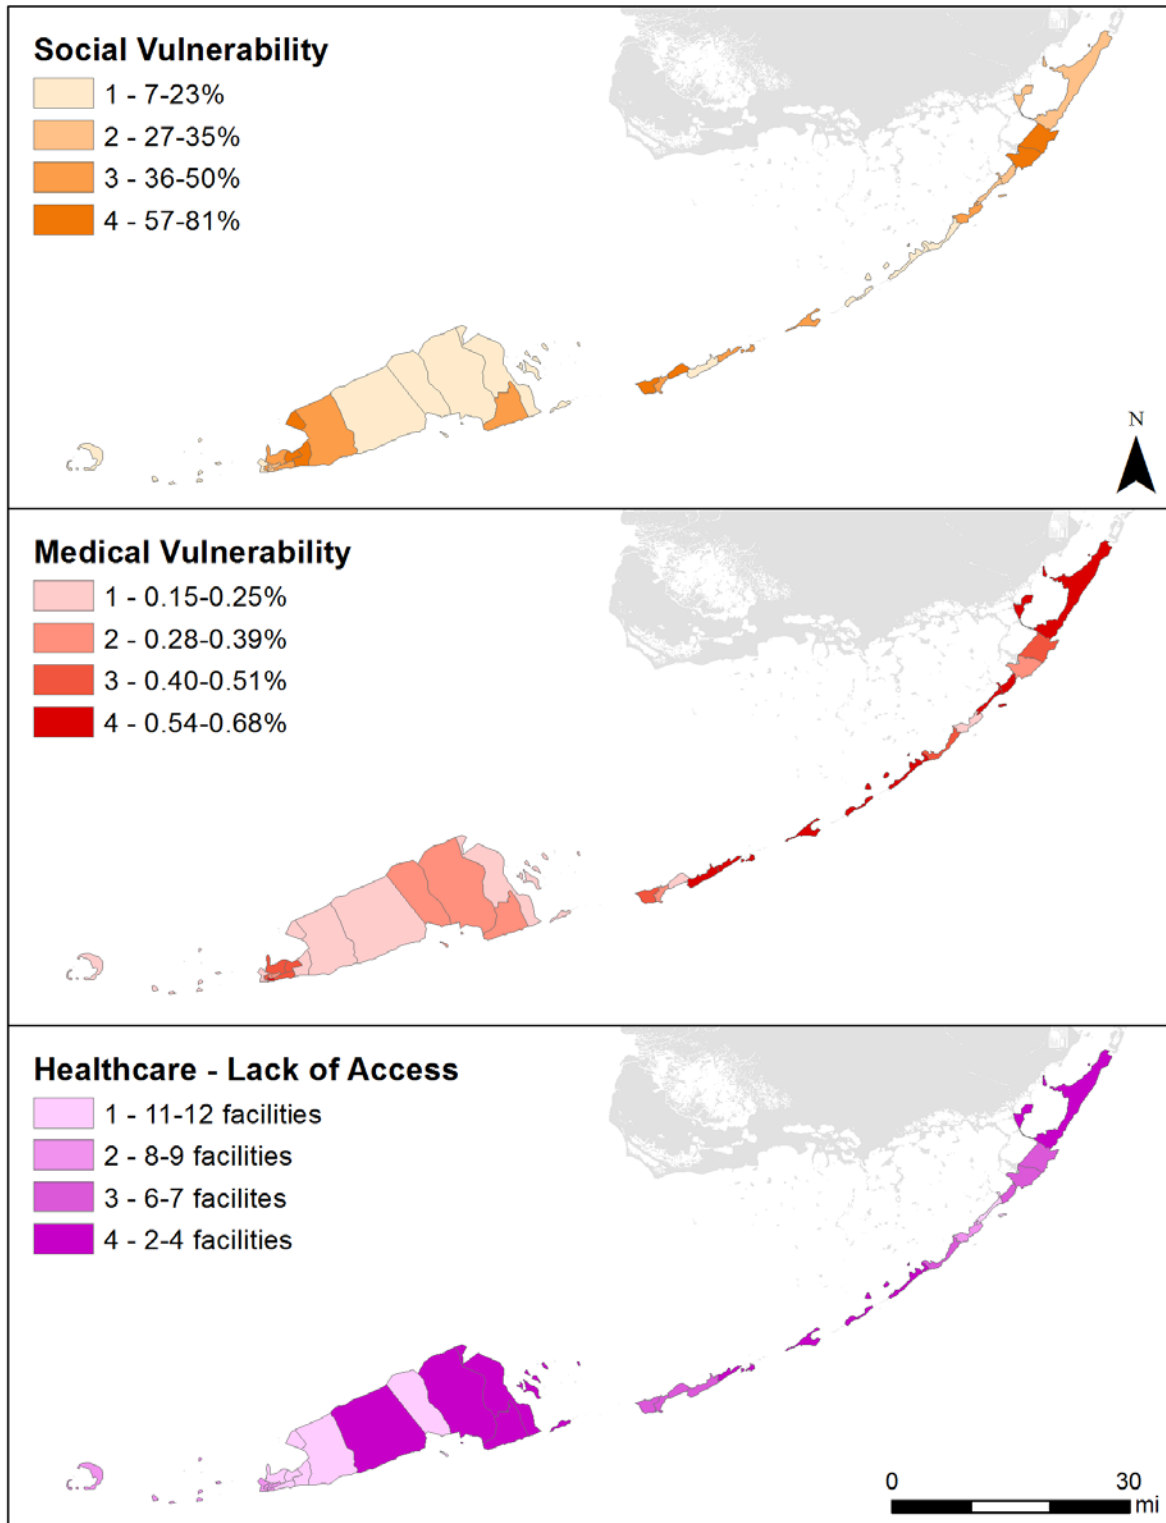 Social Vulnerability
1 - 7-23%
2 - 27-35%
3 - 36-50%
4 - 57-81%
N
Medical Vulnerability
1 - 0.15-0.25%
2 - 0.28-0.39%
3 - 0.40-0.51%
4 - 0.54-0.68%
Healthcare - Lack of Access
1 - 11-12 facilities
2 - 8-9 facilities
3 - 6-7 facilites
4 - 2-4 facilities
0 30
mi